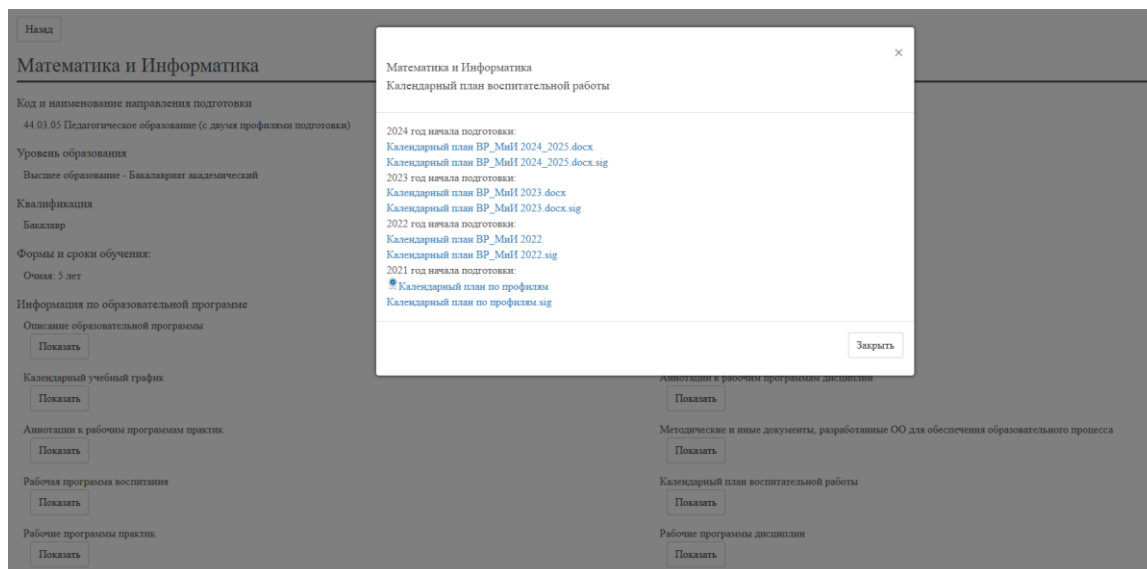 Назад
Математика и Информатика
Код и наименование направления подготовки
44.03.05 Педагогическое образование (с двумя профилями подготовки)
Уровень образования
Высшее образование - Бакалавриат академический
Квалификация
Бакалавр
Формы и сроки обучения:
Очная: 5 лет
Информация по образовательной программе
Описание образовательной программы
Показать
Календарный учебный график
Показать
Аннотации к рабочим программам дисциплин
Показать
Аннотации к рабочим программам практик
Показать
Методические и иные документы, разработанные ОО для обеспечения образовательного процесса
Показать
Рабочая программа воспитания
Показать
Календарный план воспитательной работы
Показать
Рабочие программы практик
Показать
Рабочие программы дисциплин
Показать
×
Математика и Информатика
Календарный план воспитательной работы
2024 год начала подготовки:
Календарный план ВР_МиИ 2024_2025.docx
Календарный план ВР_МиИ 2024_2025.docx.sig
2023 год начала подготовки:
Календарный план ВР_МиИ 2023.docx
Календарный план ВР_МиИ 2023.docx.sig
2022 год начала подготовки:
Календарный план ВР_МиИ 2022
Календарный план ВР_МиИ 2022.sig
2021 год начала подготовки:
Календарный план по профилям
Календарный план по профилям.sig
Закрыть